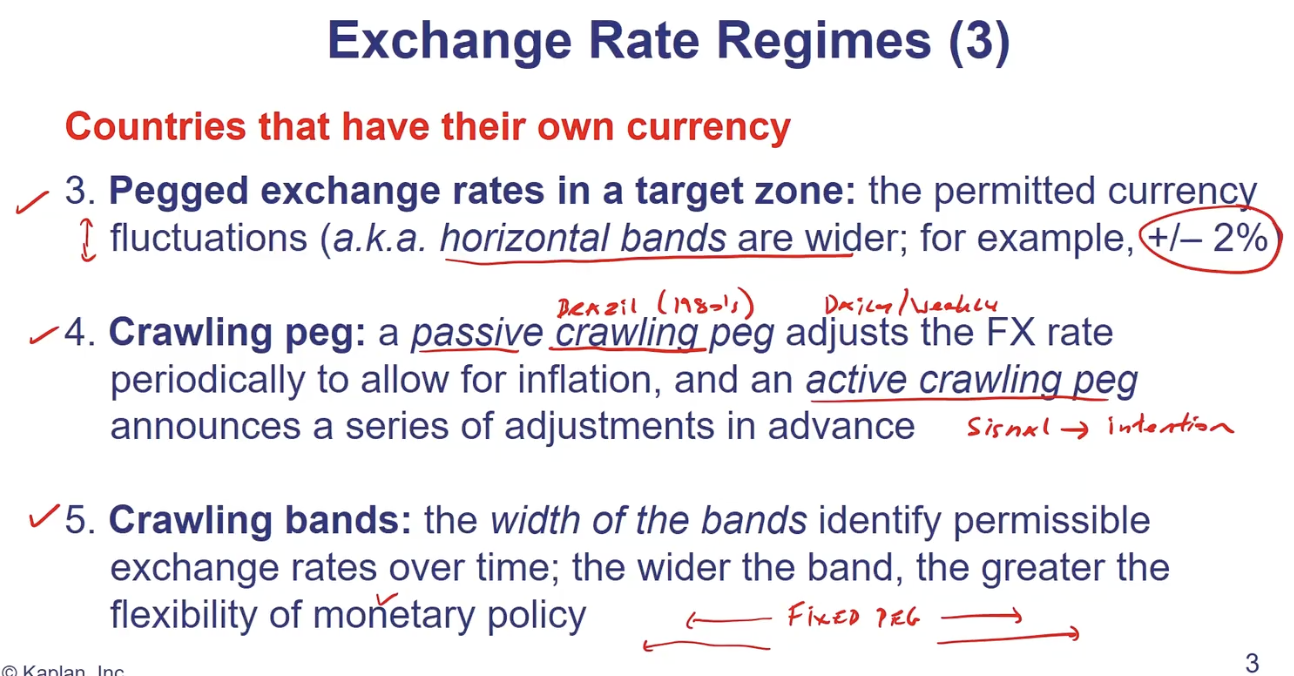 Exchange Rate Regimes (3)
Countries that have their own currency
3. Pegged exchange rates in a target zone: the permitted currency
fluctuations (a.k.a. horizontal bands are wider; for example, +/– 2%)
Brazil (1980's) Daily/weekly
4. Crawling peg: a passive crawling peg adjusts the FX rate
periodically to allow for inflation, and an active crawling peg
announces a series of adjustments in advance Signal → intention
5. Crawling bands: the width of the bands identify permissible
exchange rates over time; the wider the band, the greater the
flexibility of monetary policy
← FIXED PEG →
© Kaplan, Inc.
3